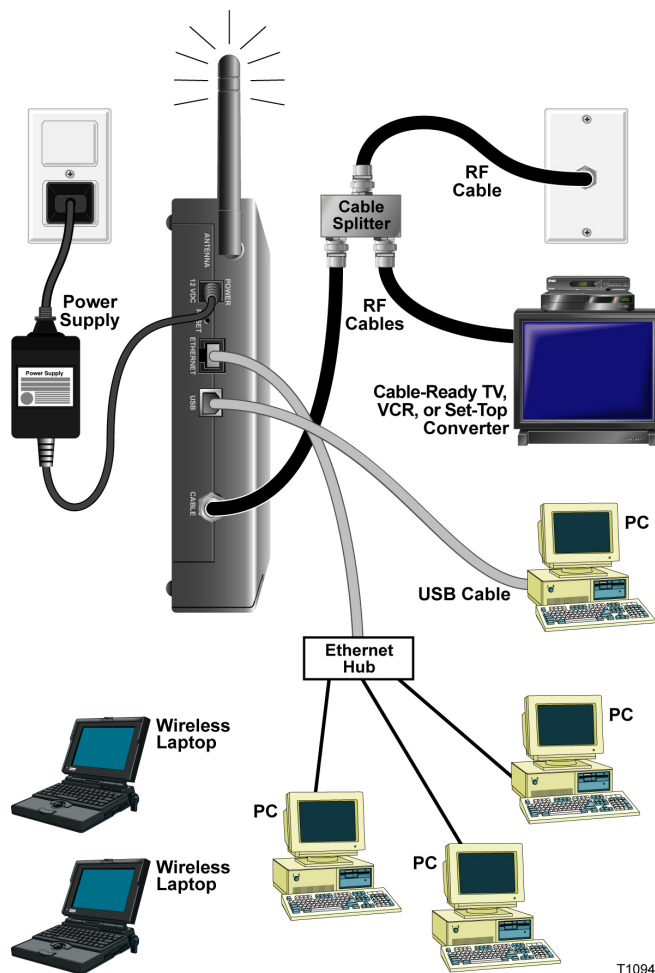 RF
Cable
Cable
Splitter
ANTENNA
POWER
12 VDC
Power
Supply
RF
Cables
ETHERNET
Power Supply
USB
Cable-Ready TV,
VCR, or Set-Top
Converter
CABLE
PC
USB Cable
Ethernet
Hub
Wireless
Laptop
PC
PC
Wireless
Laptop
PC
T1094